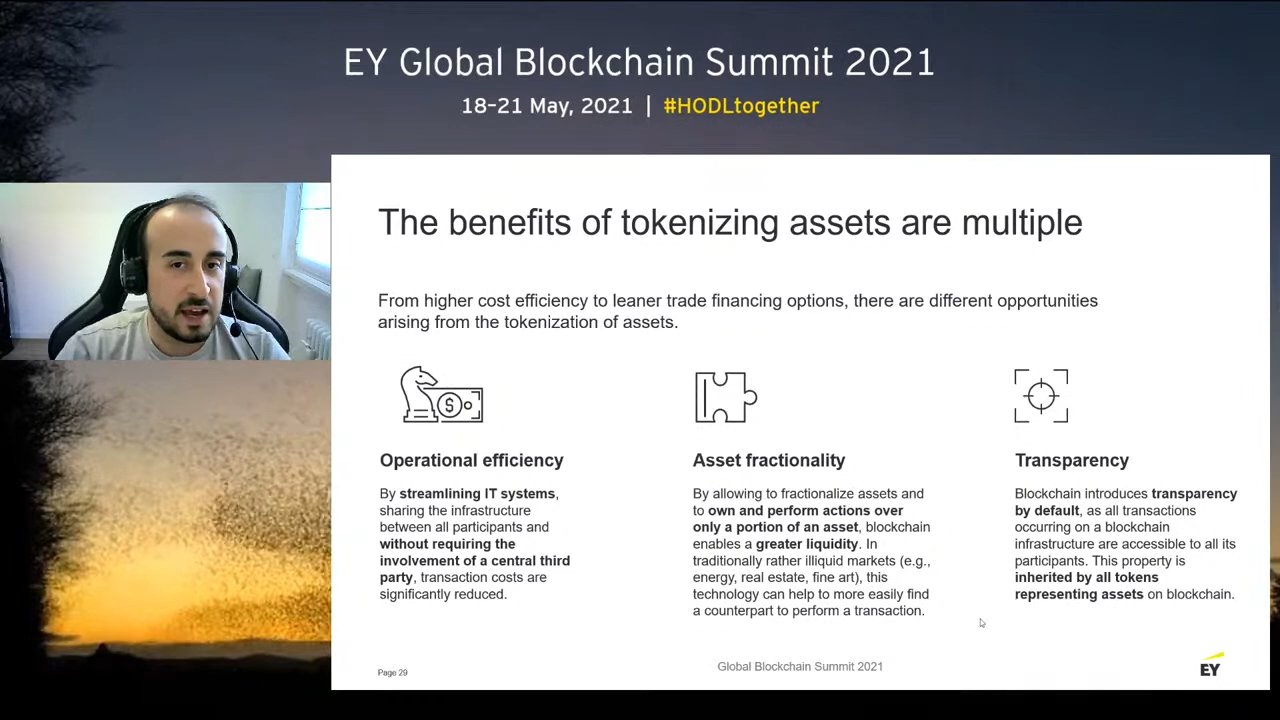 EY Global Blockchain Summit 2021
18–21 May, 2021 | #HODLtogether
The benefits of tokenizing assets are multiple
From higher cost efficiency to leaner trade financing options, there are different opportunities
arising from the tokenization of assets.
$
Operational efficiency
By streamlining IT systems,
sharing the infrastructure
between all participants and
without requiring the
involvement of a central third
party, transaction costs are
significantly reduced.
Asset fractionality
By allowing to fractionalize assets and
to own and perform actions over
only a portion of an asset, blockchain
enables a greater liquidity. In
traditionally rather illiquid markets (e.g.,
energy, real estate, fine art), this
technology can help to more easily find
a counterpart to perform a transaction.
Transparency
Blockchain introduces transparency
by default, as all transactions
occurring on a blockchain
infrastructure are accessible to all its
participants. This property is
inherited by all tokens
representing assets on blockchain.
Page 29
Global Blockchain Summit 2021
EY